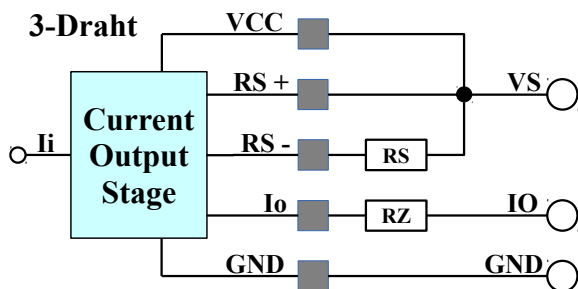 3-Draht
VCC
RS +
VS
Ii
Current
Output
Stage
RS -
RS
Io
RZ
IO
GND
GND